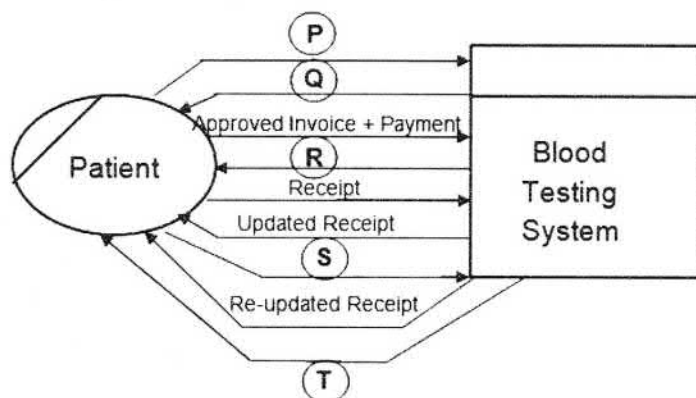 P
Q
Approved Invoice + Payment
R
Receipt
Updated Receipt
S
Re-updated Receipt
T
Patient
Blood
Testing
System